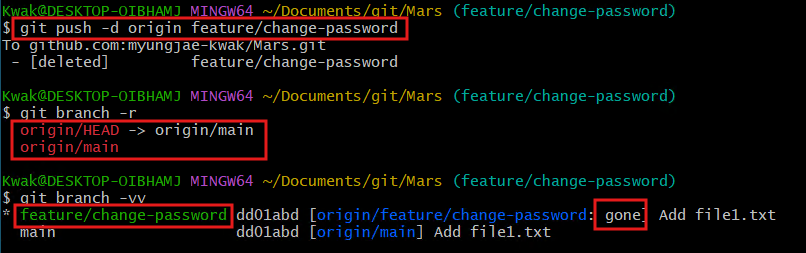 Kwak@DESKTOP-OIBHAMJ MINGW64 ~/Documents/git/Mars (feature/change-password)
$ git push -d origin feature/change-password
To github.com:myungjae-kwak/Mars.git
 - [deleted]         feature/change-password
Kwak@DESKTOP-OIBHAMJ MINGW64 ~/Documents/git/Mars (feature/change-password)
$ git branch -r
  origin/HEAD -> origin/main
  origin/main
Kwak@DESKTOP-OIBHAMJ MINGW64 ~/Documents/git/Mars (feature/change-password)
$ git branch -vv
* feature/change-password dd01abd [origin/feature/change-password: gone] Add file1.txt
  main                    dd01abd [origin/main] Add file1.txt